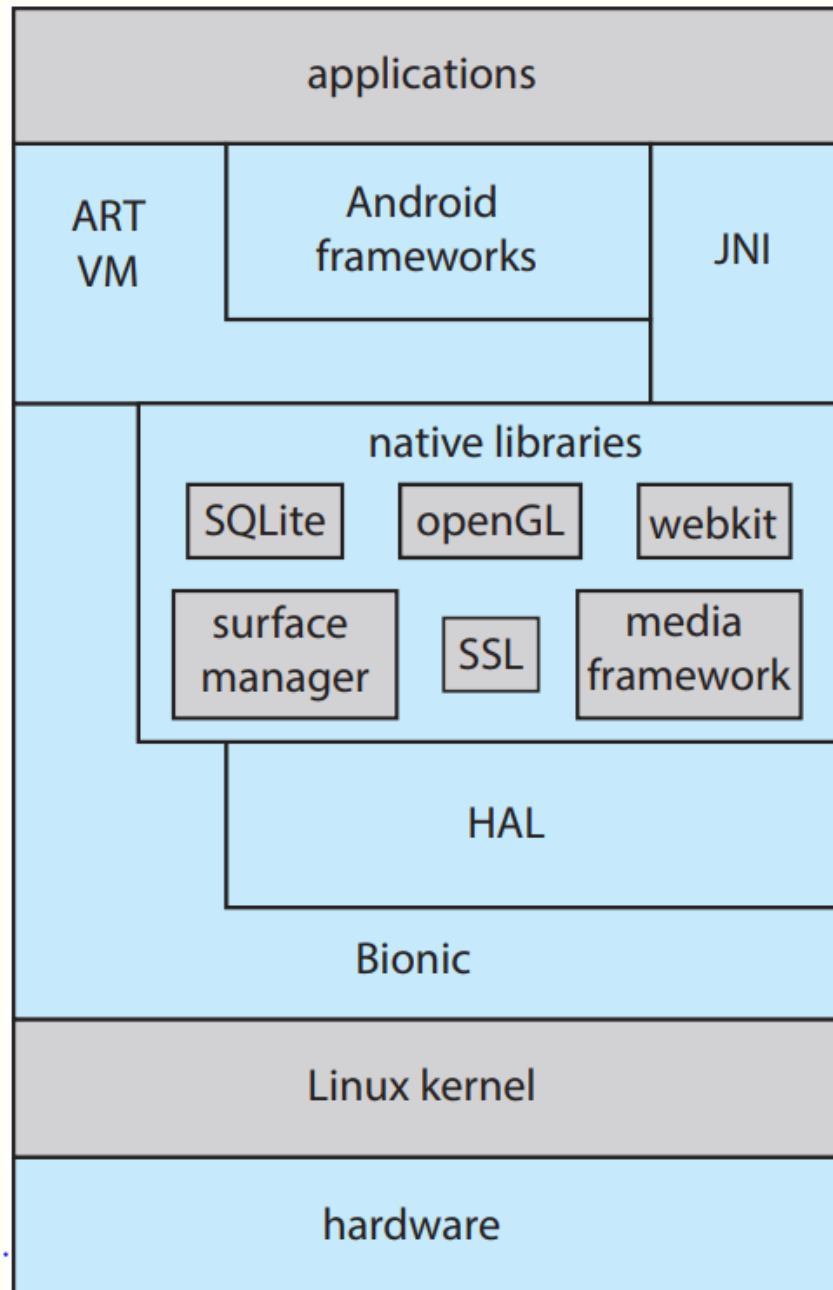 applications
ART
VM
Android
frameworks
JNI
native libraries
SQLite
openGL
webkit
surface
manager
SSL
media
framework
HAL
Bionic
Linux kernel
hardware